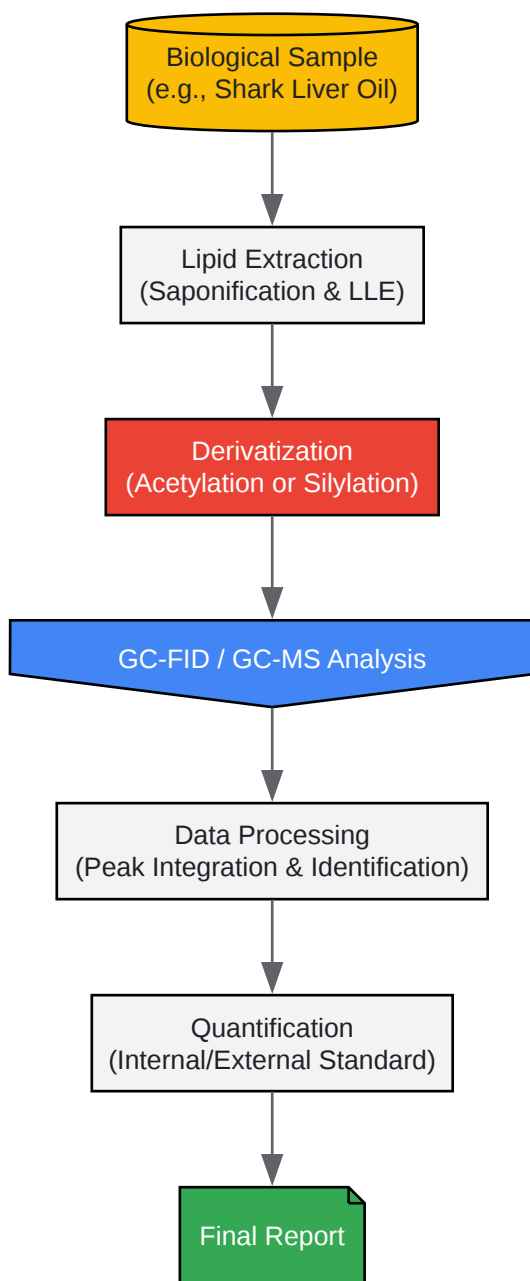 Biological Sample
(e.g., Shark Liver Oil)
Lipid Extraction
(Saponification & LLE)
Derivatization
(Acetylation or Silylation)
GC-FID / GC-MS Analysis
Data Processing
(Peak Integration & Identification)
Quantification
(Internal/External Standard)
Final Report